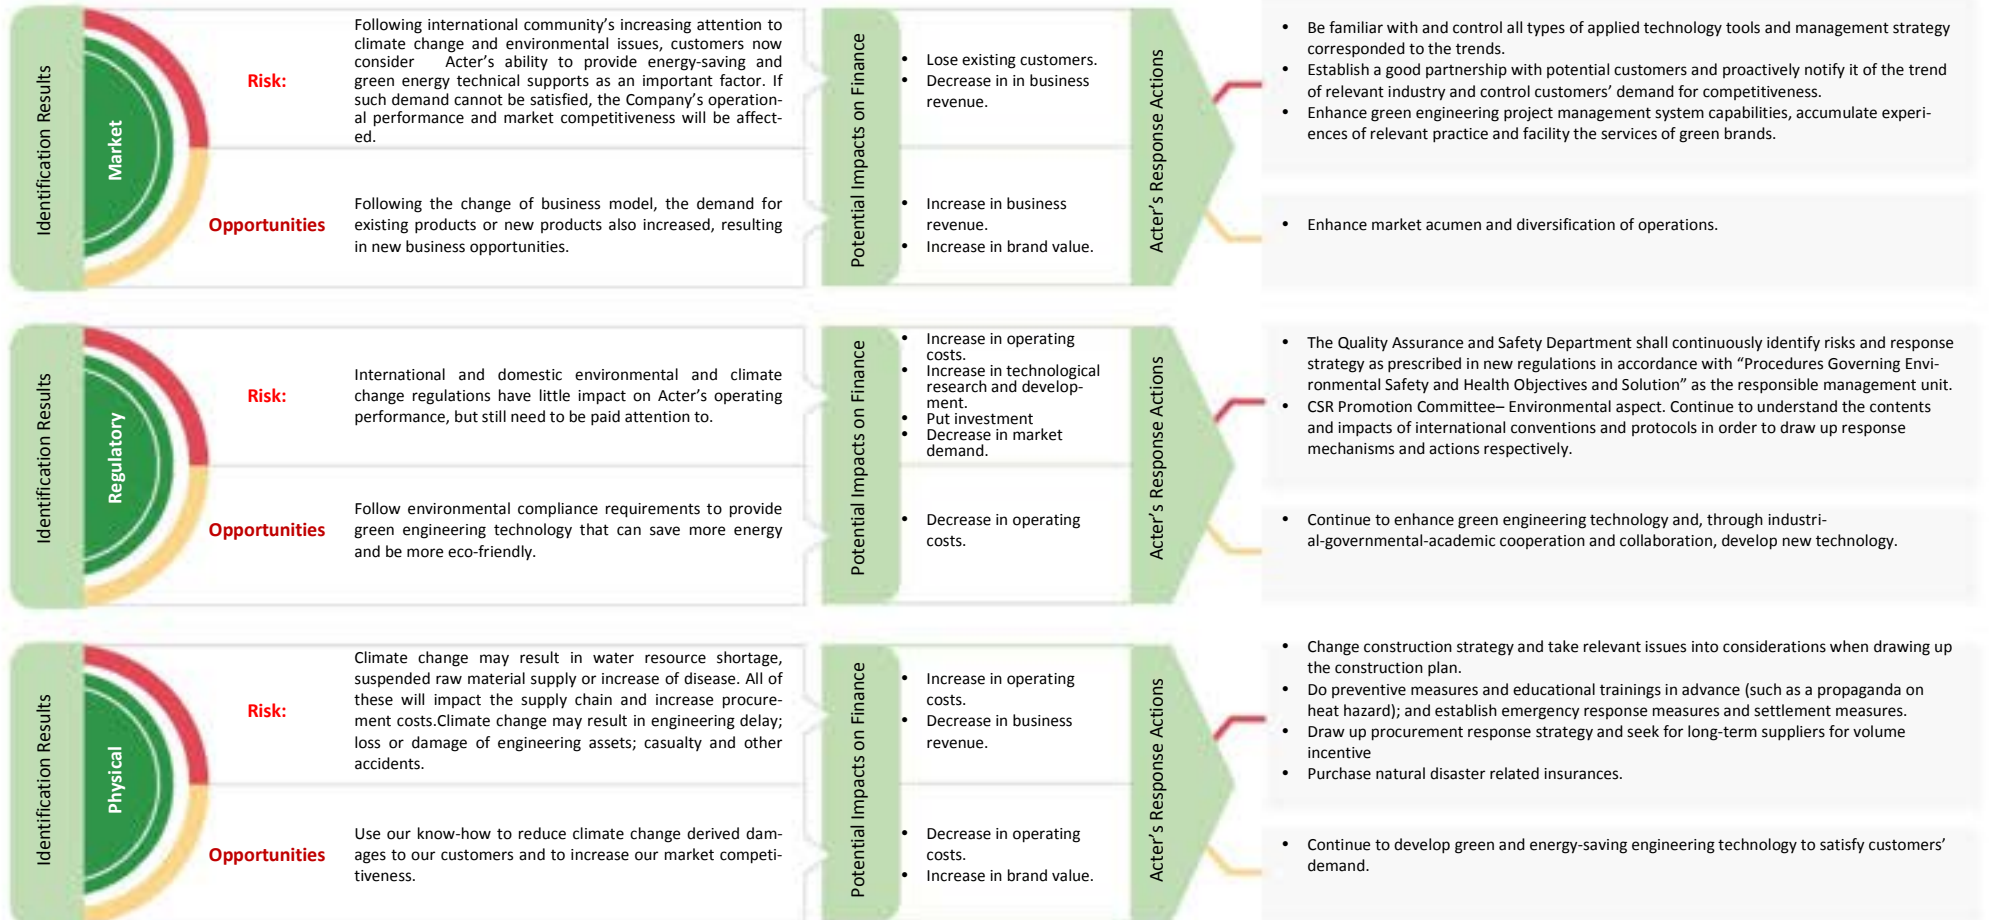 Identification Results
Market
Risk:
Following international community’s increasing attention to
climate change and environmental issues, customers now
consider Acter’s ability to provide energy-saving and
green energy technical supports as an important factor. If
such demand cannot be satisfied, the Company’s operation-
al performance and market competitiveness will be affect-
ed.
Opportunities
Following the change of business model, the demand for
existing products or new products also increased, resulting
in new business opportunities.
Potential Impacts on Finance
• Lose existing customers.
• Decrease in in business
revenue.
• Increase in business
revenue.
• Increase in brand value.
Acter’s Response Actions
• Be familiar with and control all types of applied technology tools and management strategy
corresponded to the trends.
• Establish a good partnership with potential customers and proactively notify it of the trend
of relevant industry and control customers’ demand for competitiveness.
• Enhance green engineering project management system capabilities, accumulate experi-
ences of relevant practice and facility the services of green brands.
• Enhance market acumen and diversification of operations.
Identification Results
Regulatory
Risk:
International and domestic environmental and climate
change regulations have little impact on Acter’s operating
performance, but still need to be paid attention to.
Opportunities
Follow environmental compliance requirements to provide
green engineering technology that can save more energy
and be more eco-friendly.
Potential Impacts on Finance
• Increase in operating
costs.
• Increase in technological
research and develop-
ment.
• Put investment
• Decrease in market
demand.
• Decrease in operating
costs.
Acter’s Response Actions
• The Quality Assurance and Safety Department shall continuously identify risks and response
strategy as prescribed in new regulations in accordance with “Procedures Governing Envi-
ronmental Safety and Health Objectives and Solution” as the responsible management unit.
• CSR Promotion Committee– Environmental aspect. Continue to understand the contents
and impacts of international conventions and protocols in order to draw up response
mechanisms and actions respectively.
• Continue to enhance green engineering technology and, through industri-
al-governmental-academic cooperation and collaboration, develop new technology.
Identification Results
Physical
Risk:
Climate change may result in water resource shortage,
suspended raw material supply or increase of disease. All of
these will impact the supply chain and increase procure-
ment costs.Climate change may result in engineering delay;
loss or damage of engineering assets; casualty and other
accidents.
Opportunities
Use our know-how to reduce climate change derived dam-
ages to our customers and to increase our market competi-
tiveness.
Potential Impacts on Finance
• Increase in operating
costs.
• Decrease in business
revenue.
• Decrease in operating
costs.
• Increase in brand value.
Acter’s Response Actions
• Change construction strategy and take relevant issues into considerations when drawing up
the construction plan.
• Do preventive measures and educational trainings in advance (such as a propaganda on
heat hazard); and establish emergency response measures and settlement measures.
• Draw up procurement response strategy and seek for long-term suppliers for volume
incentive
• Purchase natural disaster related insurances.
• Continue to develop green and energy-saving engineering technology to satisfy customers’
demand.